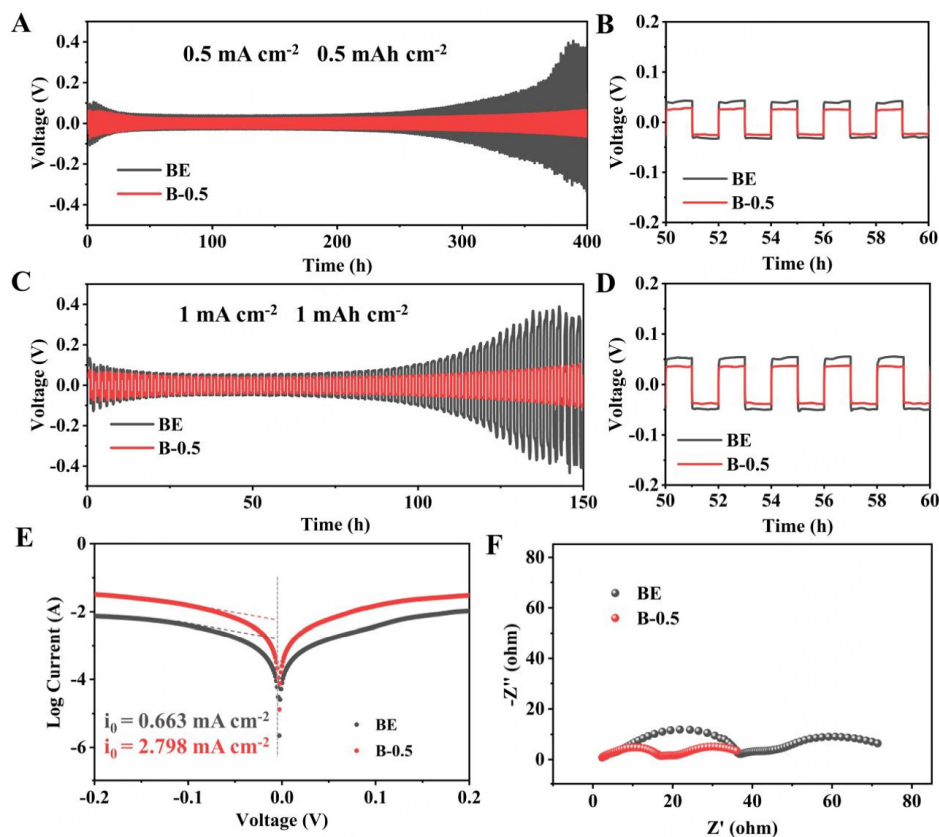 A
0.5 mA cm⁻² 0.5 mAh cm⁻²
Voltage (V)
0.4
0.2
0.0
-0.2
-0.4
BE
B-0.5
0 100 200 300 400
Time (h)
B
Voltage (V)
0.2
0.1
0.0
-0.1
-0.2
BE
B-0.5
50 52 54 56 58 60
Time (h)
C
1 mA cm⁻² 1 mAh cm⁻²
Voltage (V)
0.4
0.2
0.0
-0.2
-0.4
BE
B-0.5
0 50 100 150
Time (h)
D
Voltage (V)
0.2
0.1
0.0
-0.1
-0.2
BE
B-0.5
50 52 54 56 58 60
Time (h)
E
Log Current (A)
0
-2
-4
-6
i₀ = 0.663 mA cm⁻²
i₀ = 2.798 mA cm⁻²
BE
B-0.5
-0.2 -0.1 0.0 0.1 0.2
Voltage (V)
F
-Z" (ohm)
80
60
40
20
0
BE
B-0.5
0 20 40 60 80
Z' (ohm)